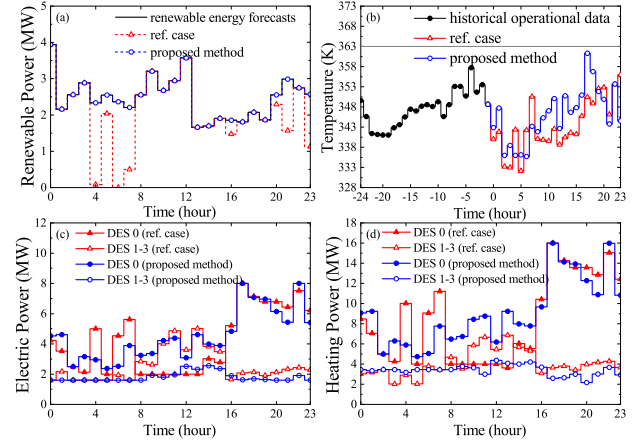 (a)
renewable energy forecasts
ref. case
proposed method
Renewable Power (MW)
5
4
3
2
1
0
0 4 8 12 16 20 23
Time (hour)
(b)
historical operational data
ref. case
proposed method
Temperature (K)
373
368
363
358
353
348
343
338
333
328
-24 -20 -15 -10 -5 0 5 10 15 20 23
Time (hour)
(c)
DES 0 (ref. case)
DES 1-3 (ref. case)
DES 0 (proposed method)
DES 1-3 (proposed method)
Electric Power (MW)
12
10
8
6
4
2
0
0 4 8 12 16 20 23
Time (hour)
(d)
DES 0 (ref. case)
DES 1-3 (ref. case)
DES 0 (proposed method)
DES 1-3 (proposed method)
Heating Power (MW)
18
16
14
12
10
8
6
4
2
0
0 4 8 12 16 20 23
Time (hour)